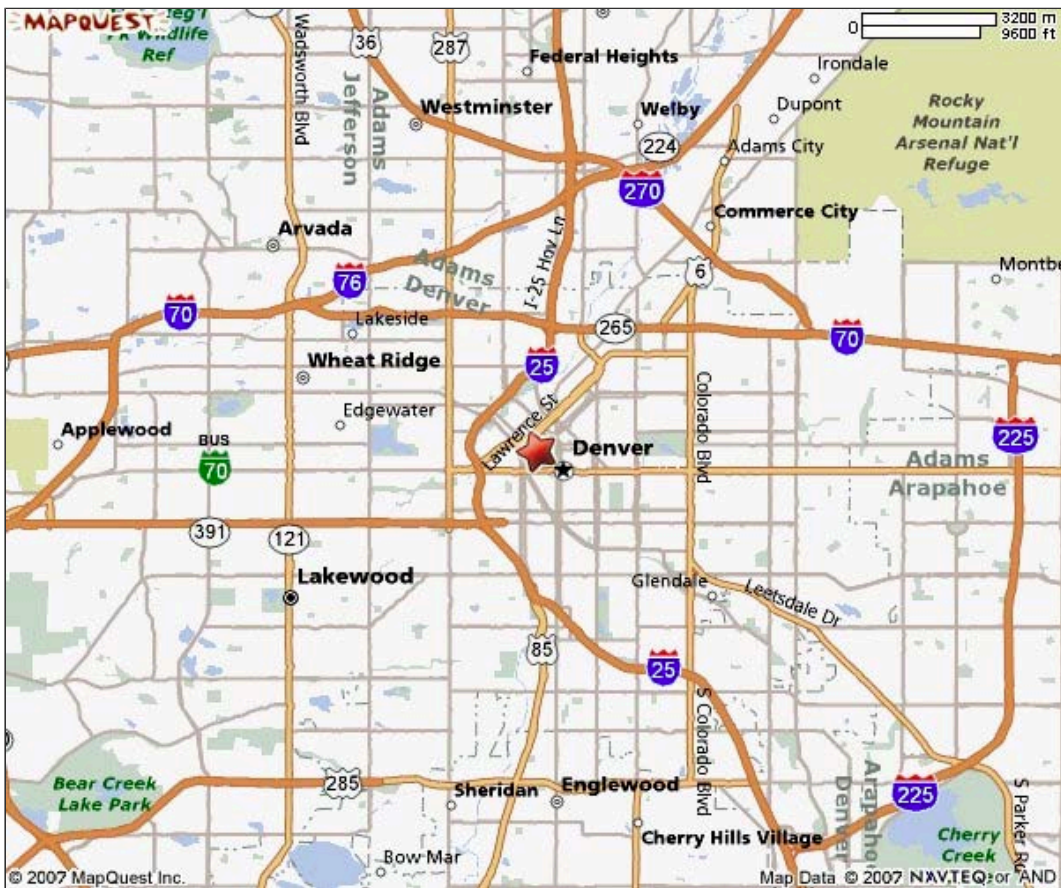 MAPQUEST
3200 m
0
9600 ft
Wildlife
Ref
36
287
Federal Heights
Irondale
Wadsworth Blvd
Adams
Jefferson
Westminster
Welby
Dupont
224
Adams City
Rocky
Mountain
Arsenal Nat'l
Refuge
270
Commerce City
Arvada
I-25 Hov Ln
Adams
Denver
76
6
Montbe
70
Lakeside
265
70
Wheat Ridge
25
Colorado Blvd
Edgewater
Lawrence St
Applewood
BUS
70
Denver
225
Adams
Arapahoe
391
121
Lakewood
Glendale
Leetsdale Dr
85
25
S Colorado Blvd
Bear Creek
Lake Park
285
Sheridan
Englewood
Arapahoe
Denver
225
S Parker Rd
Cherry Hills Village
Cherry
Creek
Bow Mar
© 2007 MapQuest Inc.
Map Data © 2007 NAVTEQ or AND